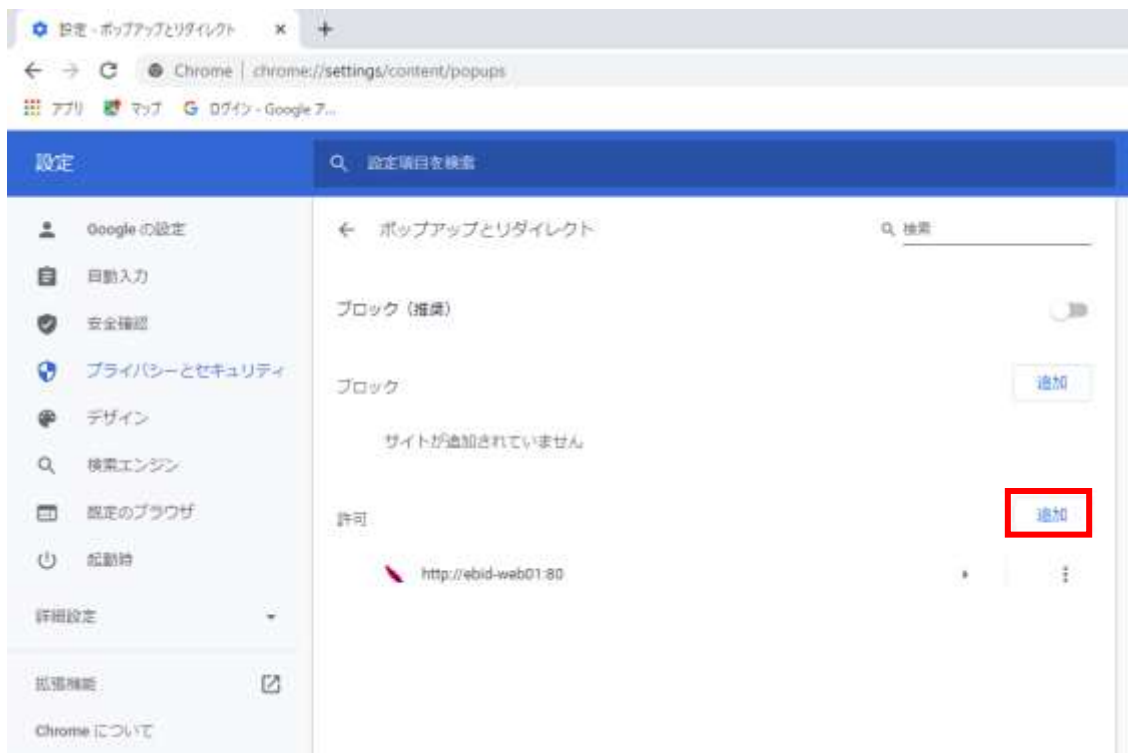 設定 - ポップアップとリダイレクト
Chrome | chrome://settings/content/popups
アプリ マップ ログイン - Google ア...
設定
設定項目を検索
Google の設定
自動入力
安全確認
プライバシーとセキュリティ
デザイン
検索エンジン
既定のブラウザ
起動時
詳細設定
拡張機能
Chrome について
ポップアップとリダイレクト
検索
ブロック（推奨）
ブロック
追加
サイトが追加されていません
許可
追加
http://ebid-web01:80